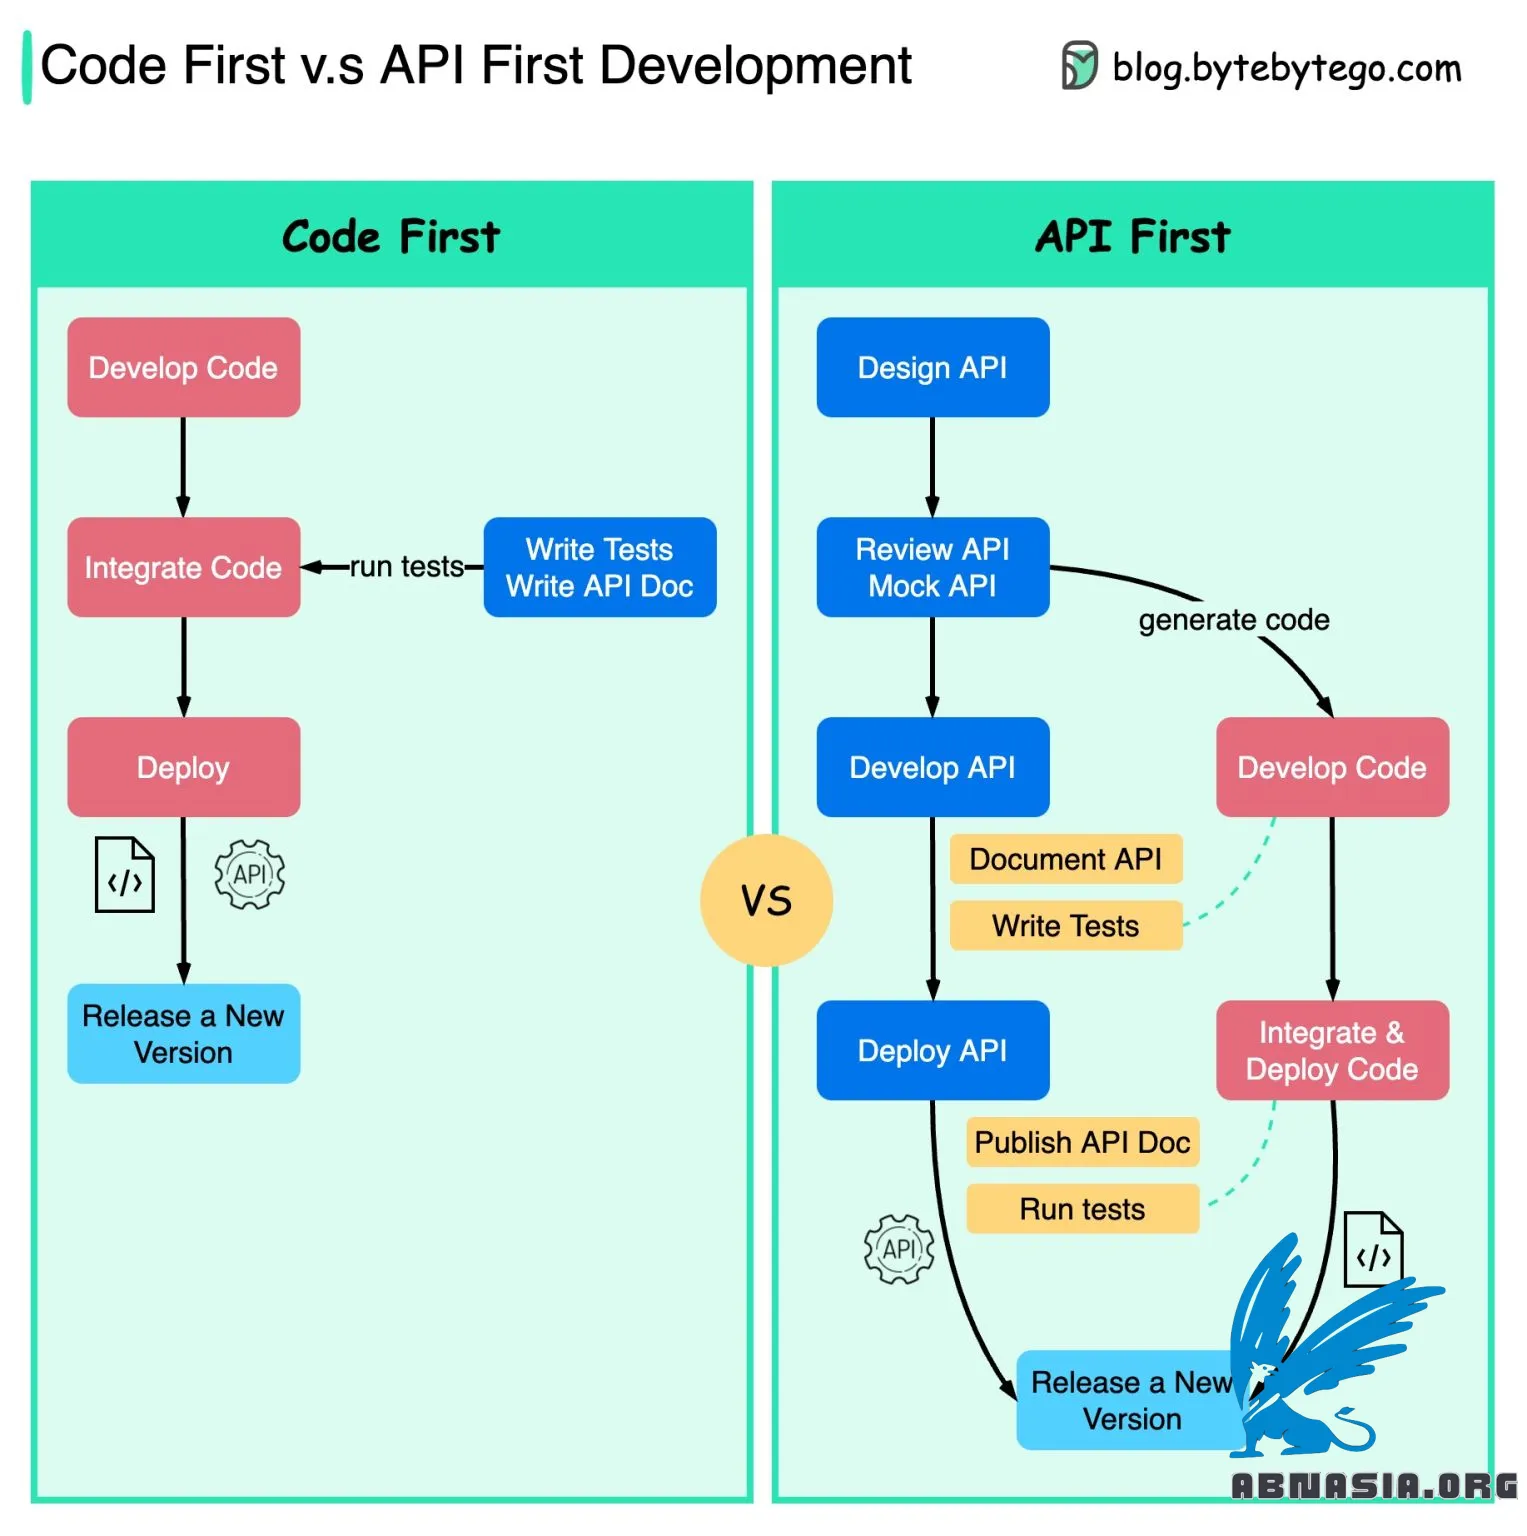 Code First v.s API First Development
blog.bytebytego.com
Code First
Develop Code
Integrate Code
run tests
Write Tests
Write API Doc
Deploy
</>
API
Release a New
Version
VS
API First
Design API
Review API
Mock API
generate code
Develop API
Develop Code
Document API
Write Tests
Deploy API
Integrate &
Deploy Code
Publish API Doc
Run tests
API
</>
Release a New
Version
ABNASIA.ORG